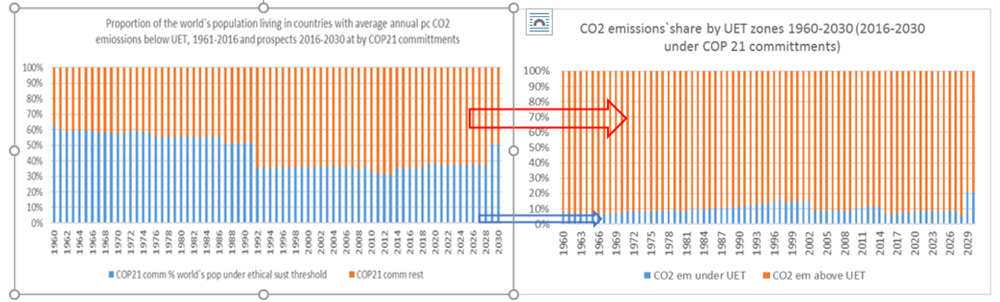 Proportion of the world`s population living in countries with average annual pc CO2
emiossions below UET, 1961-2016 and prospects 2016-2030 at by COP21 committments
100%
90%
80%
70%
60%
50%
40%
30%
20%
10%
0%
1960 1962 1964 1966 1968 1970 1972 1974 1976 1978 1980 1982 1984 1986 1988 1990 1992 1994 1996 1998 2000 2002 2004 2006 2008 2010 2012 2014 2016 2018 2020 2022 2024 2026 2028 2030
COP21 comm % world´s pop under ethical sust threshold COP21 comm rest
CO2 emissions`share by UET zones 1960-2030 (2016-2030
under COP 21 committments)
100%
90%
80%
70%
60%
50%
40%
30%
20%
10%
0%
1960 1963 1966 1969 1972 1975 1978 1981 1984 1987 1990 1993 1996 1999 2002 2005 2008 2011 2014 2017 2020 2023 2026 2029
CO2 em under UET CO2 em above UET